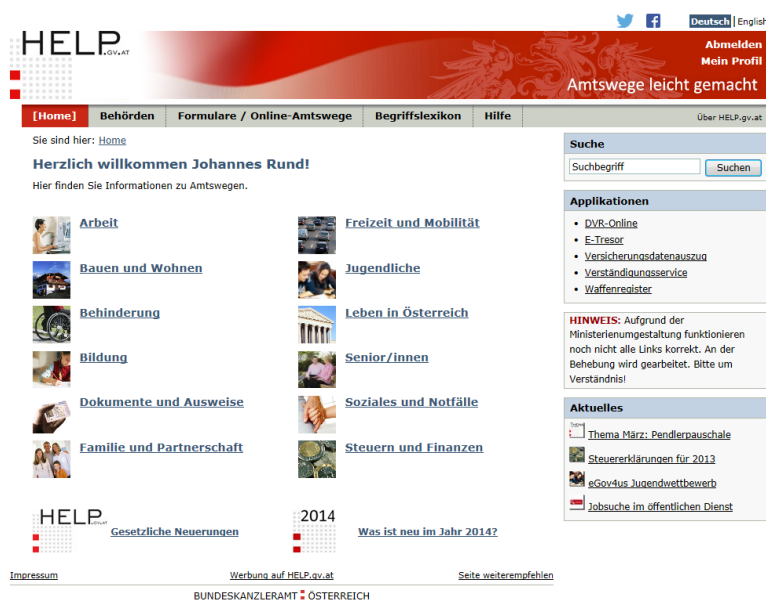 Deutsch | English
HELP.GV.AT
Abmelden
Mein Profil
Amtswege leicht gemacht
[Home] Behörden Formulare / Online-Amtswege Begriffslexikon Hilfe Über HELP.gv.at
Sie sind hier: Home
Herzlich willkommen Johannes Rund!
Hier finden Sie Informationen zu Amtswegen.
Arbeit
Freizeit und Mobilität
Bauen und Wohnen
Jugendliche
Behinderung
Leben in Österreich
Bildung
Senior/innen
Dokumente und Ausweise
Soziales und Notfälle
Familie und Partnerschaft
Steuern und Finanzen
HELP.GV.AT
Gesetzliche Neuerungen
2014
Was ist neu im Jahr 2014?
Suche
Suchbegriff Suchen
Applikationen
DVR-Online
E-Tresor
Versicherungsdatenauszug
Verständigungsservice
Waffenregister
HINWEIS: Aufgrund der
Ministerienumgestaltung funktionieren
noch nicht alle Links korrekt. An der
Behebung wird gearbeitet. Bitte um
Verständnis!
Aktuelles
Thema März: Pendlerpauschale
Steuererklärungen für 2013
eGov4us Jugendwettbewerb
Jobsuche im öffentlichen Dienst
Impressum Werbung auf HELP.gv.at Seite weiterempfehlen
BUNDESKANZLERAMT ÖSTERREICH